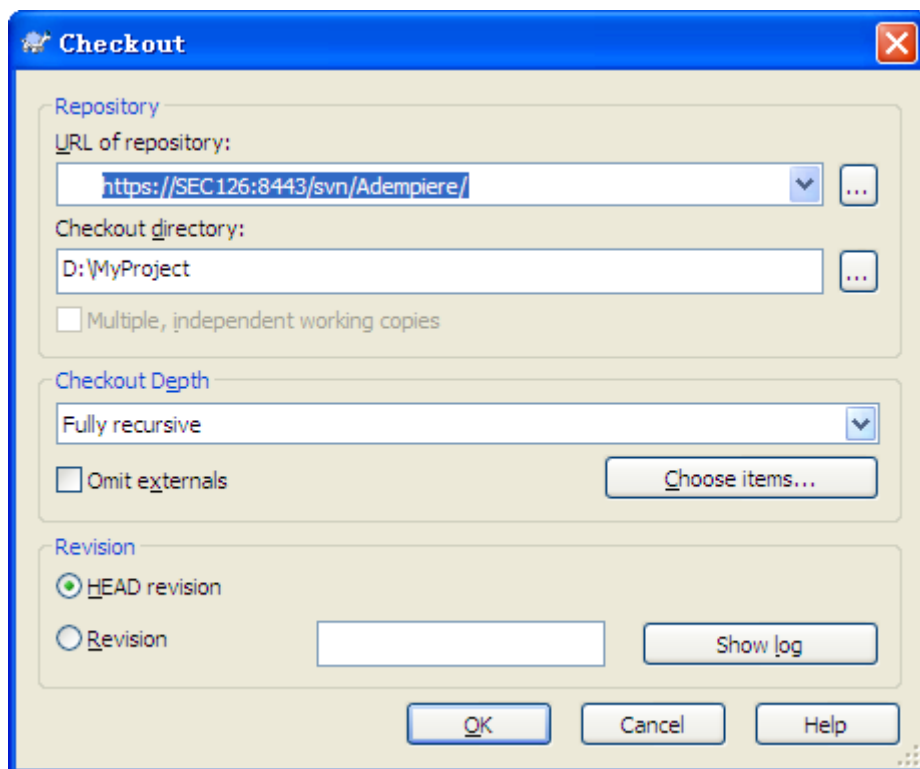 Checkout
Repository
URL of repository:
https://SEC126:8443/svn/Adempiere/
...
Checkout directory:
D:\MyProject
...
Multiple, independent working copies
Checkout Depth
Fully recursive
Omit externals
Choose items...
Revision
HEAD revision
Revision
Show log
OK
Cancel
Help